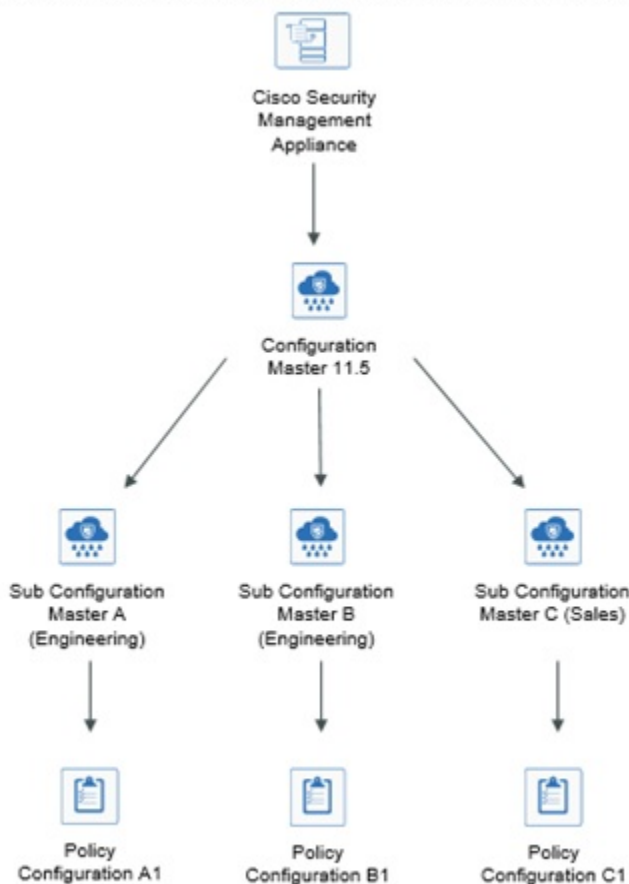 Cisco Security
Management
Appliance
Configuration
Master 11.5
Sub Configuration
Master A
(Engineering)
Sub Configuration
Master B
(Engineering)
Sub Configuration
Master C (Sales)
Policy
Configuration A1
Policy
Configuration B1
Policy
Configuration C1